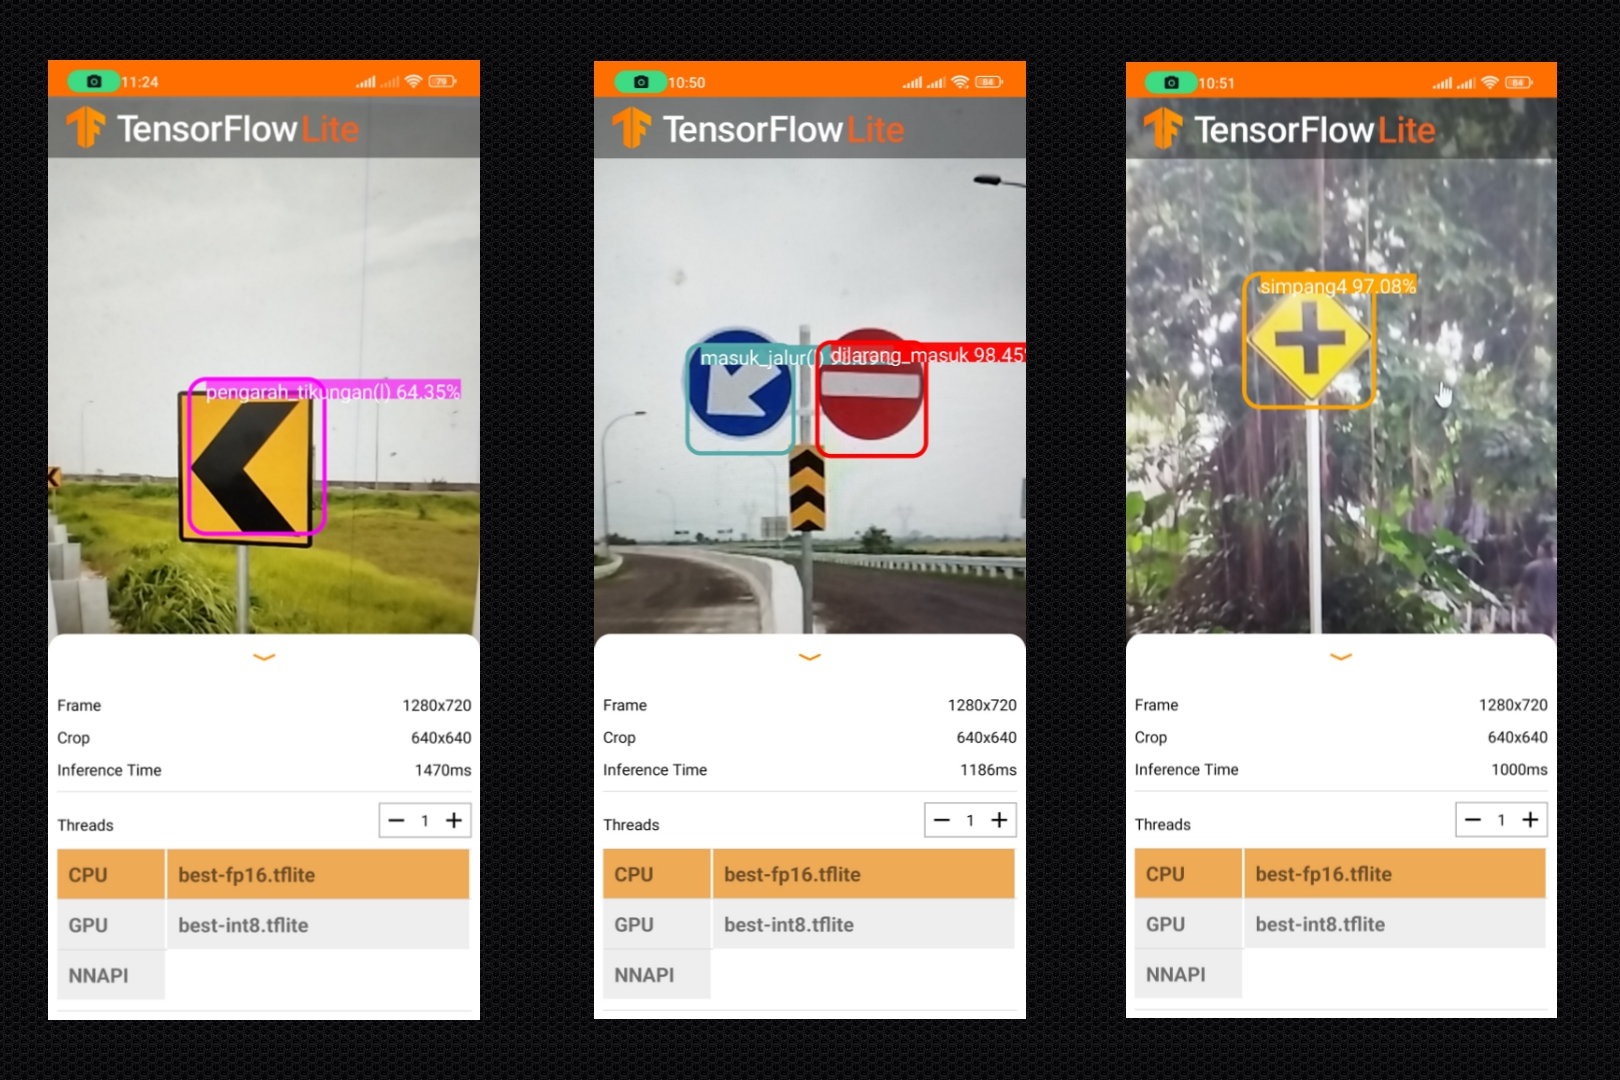 11:24
79
TensorFlow Lite
pengarah_tikungan(l) 64.35%
Frame 1280x720
Crop 640x640
Inference Time 1470ms
Threads 1
CPU best-fp16.tflite
GPU best-int8.tflite
NNAPI
10:50
84
TensorFlow Lite
masuk_jalur(
dilarang_masuk 98.45
Frame 1280x720
Crop 640x640
Inference Time 1186ms
Threads 1
CPU best-fp16.tflite
GPU best-int8.tflite
NNAPI
10:51
84
TensorFlow Lite
simpang4 97.08%
Frame 1280x720
Crop 640x640
Inference Time 1000ms
Threads 1
CPU best-fp16.tflite
GPU best-int8.tflite
NNAPI